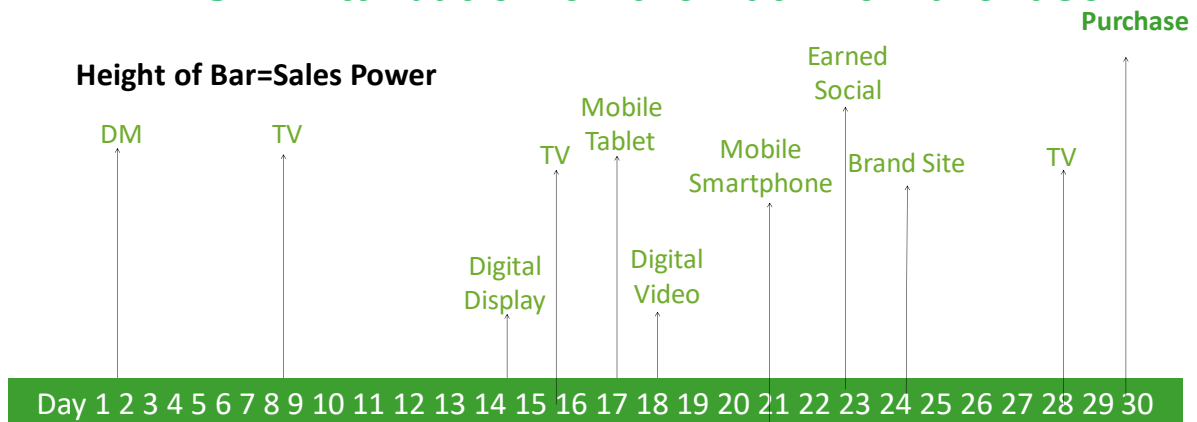 Purchase
Height of Bar=Sales Power
Earned
Social
Mobile
Tablet
DM
TV
TV
Mobile
Smartphone
Brand Site
TV
Digital
Display
Digital
Video
Day 1 2 3 4 5 6 7 8 9 10 11 12 13 14 15 16 17 18 19 20 21 22 23 24 25 26 27 28 29 30